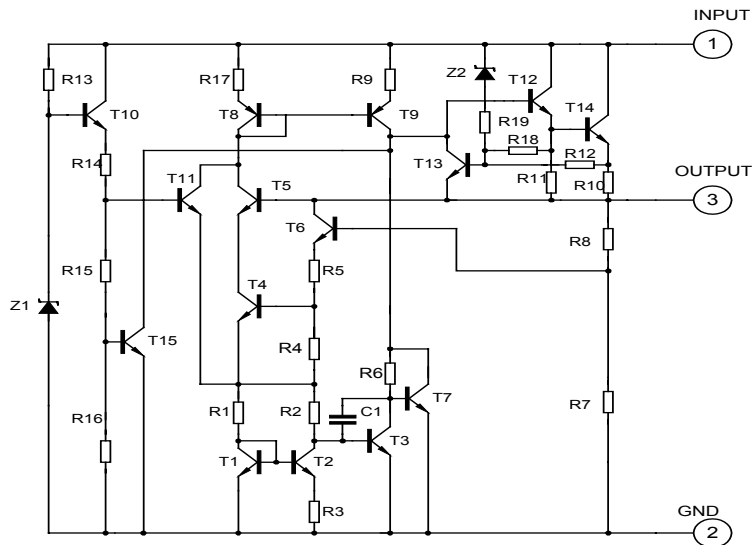 INPUT
1
R13
R17
R9
Z2
T12
T10
T8
T9
R19
T14
R18
R14
T13
R12
T11
R11
R10
OUTPUT
T5
3
T6
R8
R15
R5
T4
Z1
T15
R4
R6
R1
R2
C1
T7
R7
R16
T3
T1
T2
GND
R3
2